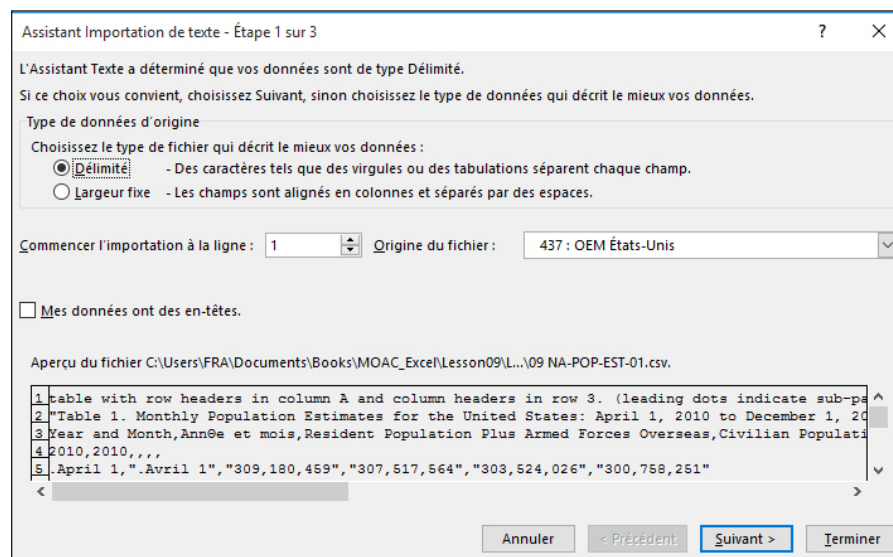 Assistant Importation de texte - Étape 1 sur 3 ? ×
L'Assistant Texte a déterminé que vos données sont de type Délimité.
Si ce choix vous convient, choisissez Suivant, sinon choisissez le type de données qui décrit le mieux vos données.
Type de données d'origine
Choisissez le type de fichier qui décrit le mieux vos données :
Délimité - Des caractères tels que des virgules ou des tabulations séparent chaque champ.
Largeur fixe - Les champs sont alignés en colonnes et séparés par des espaces.
Commencer l'importation à la ligne : 1 Origine du fichier : 437 : OEM États-Unis
Mes données ont des en-têtes.
Aperçu du fichier C:\Users\FRA\Documents\Books\MOAC_Excel\Lesson09\L...\09 NA-POP-EST-01.csv.
1 table with row headers in column A and column headers in row 3. (leading dots indicate sub-pa
2 "Table 1. Monthly Population Estimates for the United States: April 1, 2010 to December 1, 20
3 Year and Month,AnnΘe et mois,Resident Population Plus Armed Forces Overseas,Civilian Populati
4 2010,2010,,,,
5 .April 1,".Avril 1","309,180,459","307,517,564","303,524,026","300,758,251"
Annuler < Précédent Suivant > Terminer